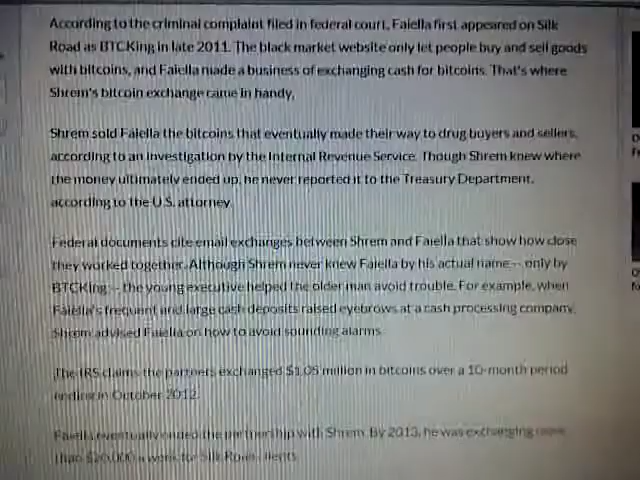 According to the criminal complaint filed in federal court, Faiella first appeared on Silk
Road as BTCKing in late 2011. The black market website only let people buy and sell goods
with bitcoins, and Faiella made a business of exchanging cash for bitcoins. That's where
Shrem's bitcoin exchange came in handy.
Shrem sold Faiella the bitcoins that eventually made their way to drug buyers and sellers,
according to an investigation by the Internal Revenue Service. Though Shrem knew where
the money ultimately ended up, he never reported it to the Treasury Department,
according to the U.S. attorney.
Federal documents cite email exchanges between Shrem and Faiella that show how close
they worked together. Although Shrem never knew Faiella by his actual name -- only by
BTCKing -- the young executive helped the older man avoid trouble. For example, when
Faiella's frequent and large cash deposits raised eyebrows at a cash processing company,
Shrem advised Faiella on how to avoid sounding alarms.
The IRS claims the partners exchanged $1.05 million in bitcoins over a 10-month period
ending in October 2012.
Faiella eventually ended the partnership with Shrem. By 2013, he was exchanging more
than $20,000 a week for Silk Road clients.